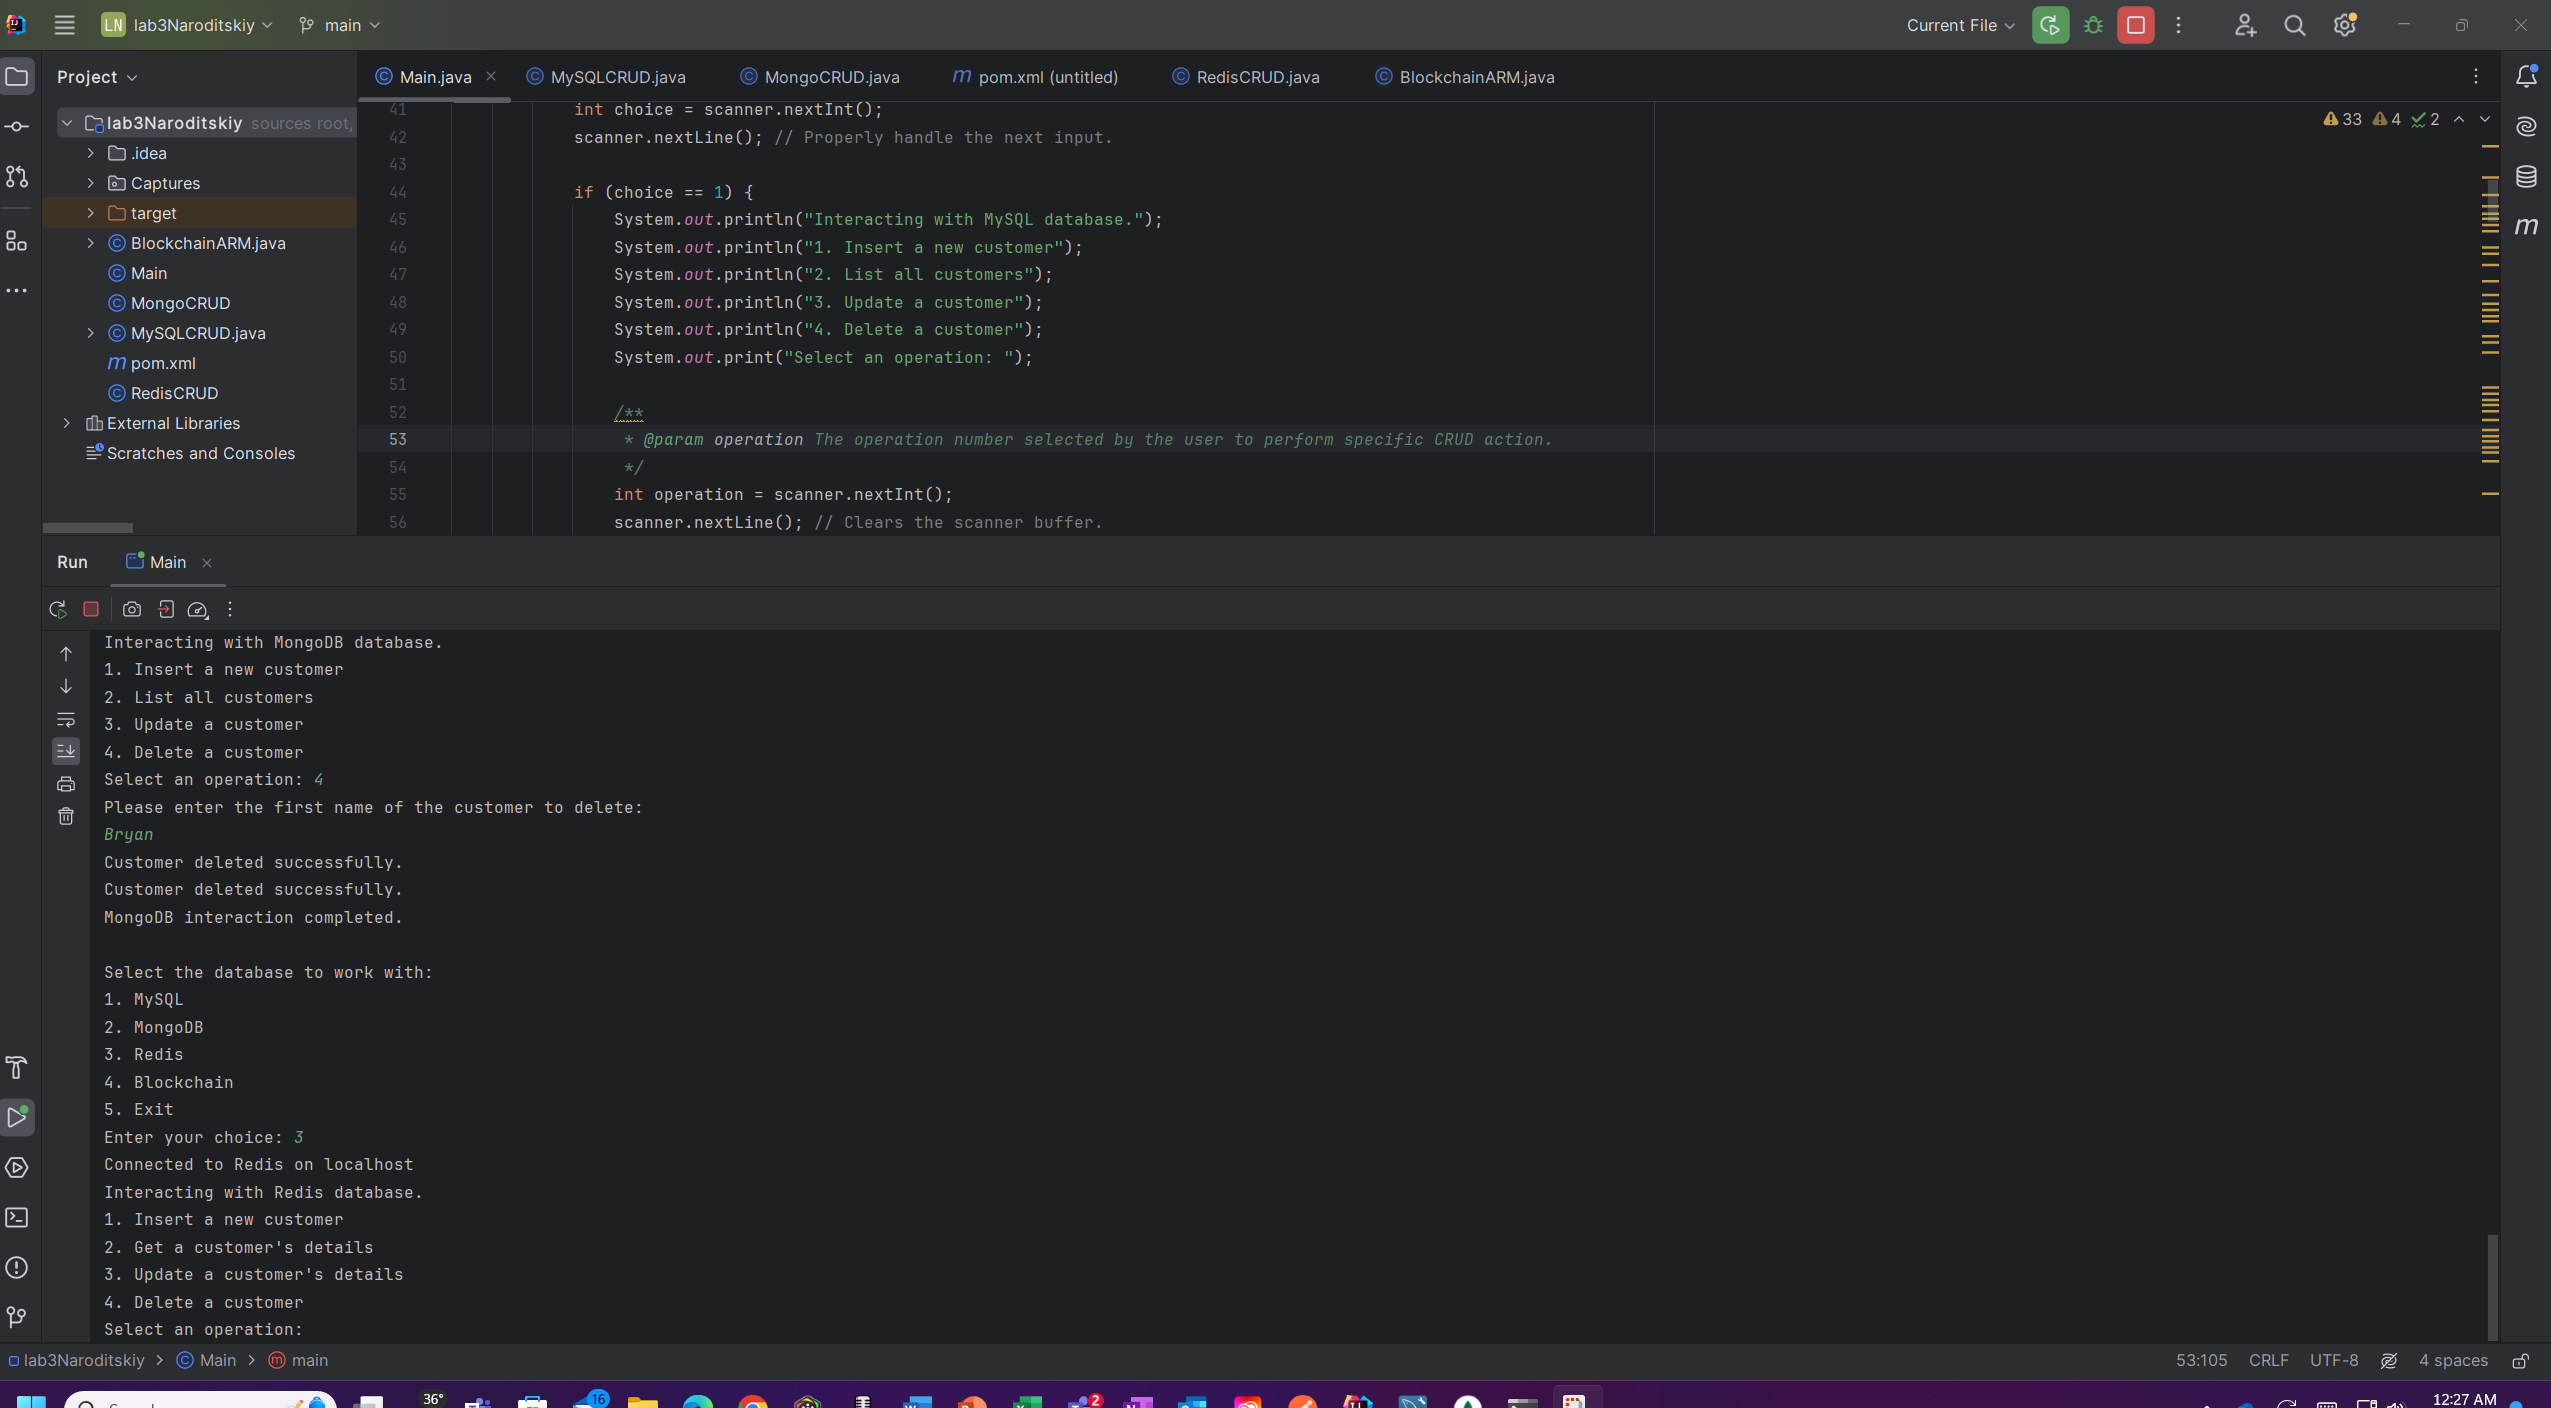 LN lab3Naroditskiy main Current File
Project
Main.java MySQLCRUD.java MongoCRUD.java pom.xml (untitled) RedisCRUD.java BlockchainARM.java
lab3Naroditskiy sources root,
.idea
Captures
target
BlockchainARM.java
Main
MongoCRUD
MySQLCRUD.java
pom.xml
RedisCRUD
External Libraries
Scratches and Consoles
33 4 2
41 int choice = scanner.nextInt();
42 scanner.nextLine(); // Properly handle the next input.
43
44 if (choice == 1) {
45 System.out.println("Interacting with MySQL database.");
46 System.out.println("1. Insert a new customer");
47 System.out.println("2. List all customers");
48 System.out.println("3. Update a customer");
49 System.out.println("4. Delete a customer");
50 System.out.print("Select an operation: ");
51
52 /**
53 * @param operation The operation number selected by the user to perform specific CRUD action.
54 */
55 int operation = scanner.nextInt();
56 scanner.nextLine(); // Clears the scanner buffer.
Run Main
Interacting with MongoDB database.
1. Insert a new customer
2. List all customers
3. Update a customer
4. Delete a customer
Select an operation: 4
Please enter the first name of the customer to delete:
Bryan
Customer deleted successfully.
Customer deleted successfully.
MongoDB interaction completed.
Select the database to work with:
1. MySQL
2. MongoDB
3. Redis
4. Blockchain
5. Exit
Enter your choice: 3
Connected to Redis on localhost
Interacting with Redis database.
1. Insert a new customer
2. Get a customer's details
3. Update a customer's details
4. Delete a customer
Select an operation:
lab3Naroditskiy Main main 53:105 CRLF UTF-8 4 spaces
36° 16 2 12:27 AM